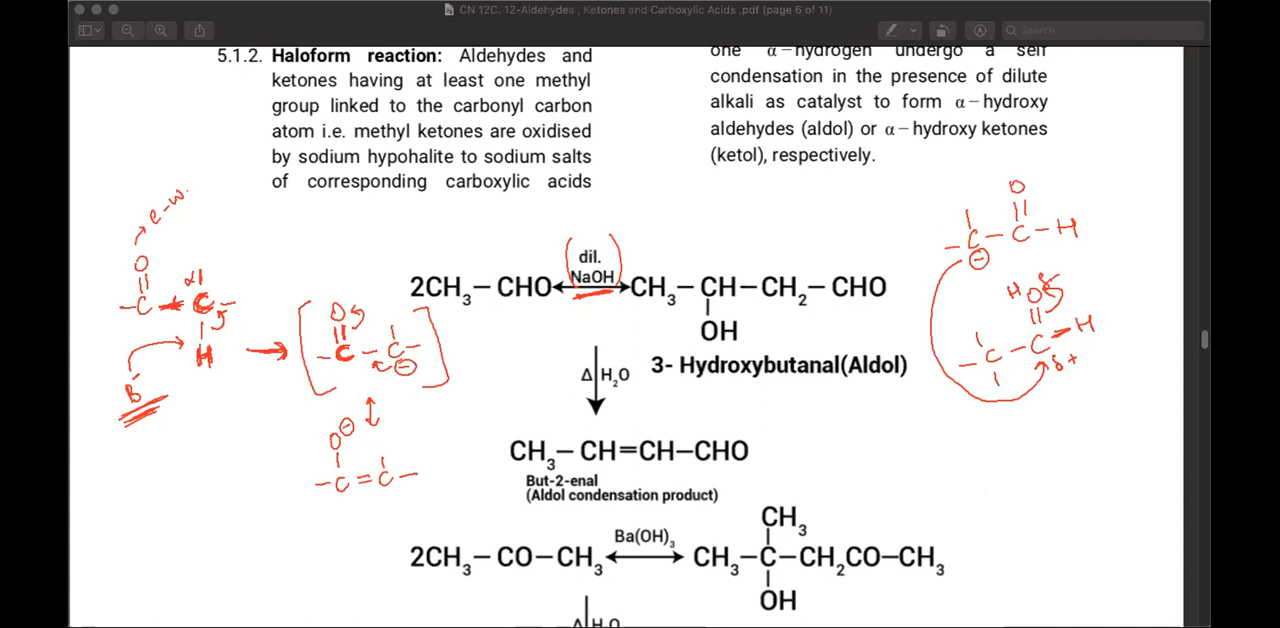 CN 12C. 12-Aldehydes , Ketones and Carboxylic Acids .pdf (page 6 of 11)
Search
5.1.2. Haloform reaction: Aldehydes and
ketones having at least one methyl
group linked to the carbonyl carbon
atom i.e. methyl ketones are oxidised
by sodium hypohalite to sodium salts
of corresponding carboxylic acids
one α–hydrogen undergo a self
condensation in the presence of dilute
alkali as catalyst to form α–hydroxy
aldehydes (aldol) or α–hydroxy ketones
(ketol), respectively.
e-w.
O
-C-C-
αl
H
B-
O
-C-C-
⊖
O⊖
-C=C-
dil.
NaOH
2CH₃–CHO⟷CH₃–CH–CH₂–CHO
OH
3- Hydroxybutanal(Aldol)
Δ H₂O
CH₃–CH=CH–CHO
But-2-enal
(Aldol condensation product)
O
-C-C-H
⊖
HO
-C-C-H
δ+
CH₃
Ba(OH)₃
2CH₃–CO–CH₃⟷CH₃–C–CH₂CO–CH₃
OH
Δ H₂O